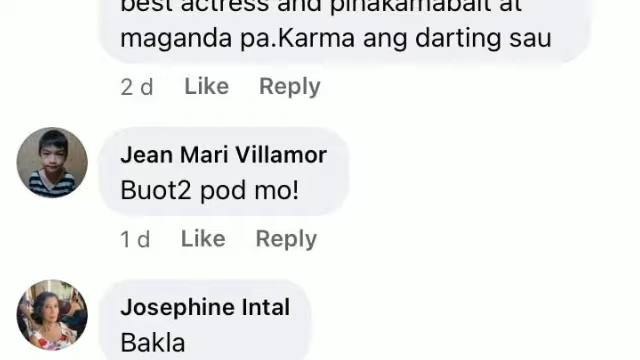 best actress and pinakamabait at
maganda pa.Karma ang darting sau
2 d Like Reply
Jean Mari Villamor
Buot2 pod mo!
1 d Like Reply
Josephine Intal
Bakla